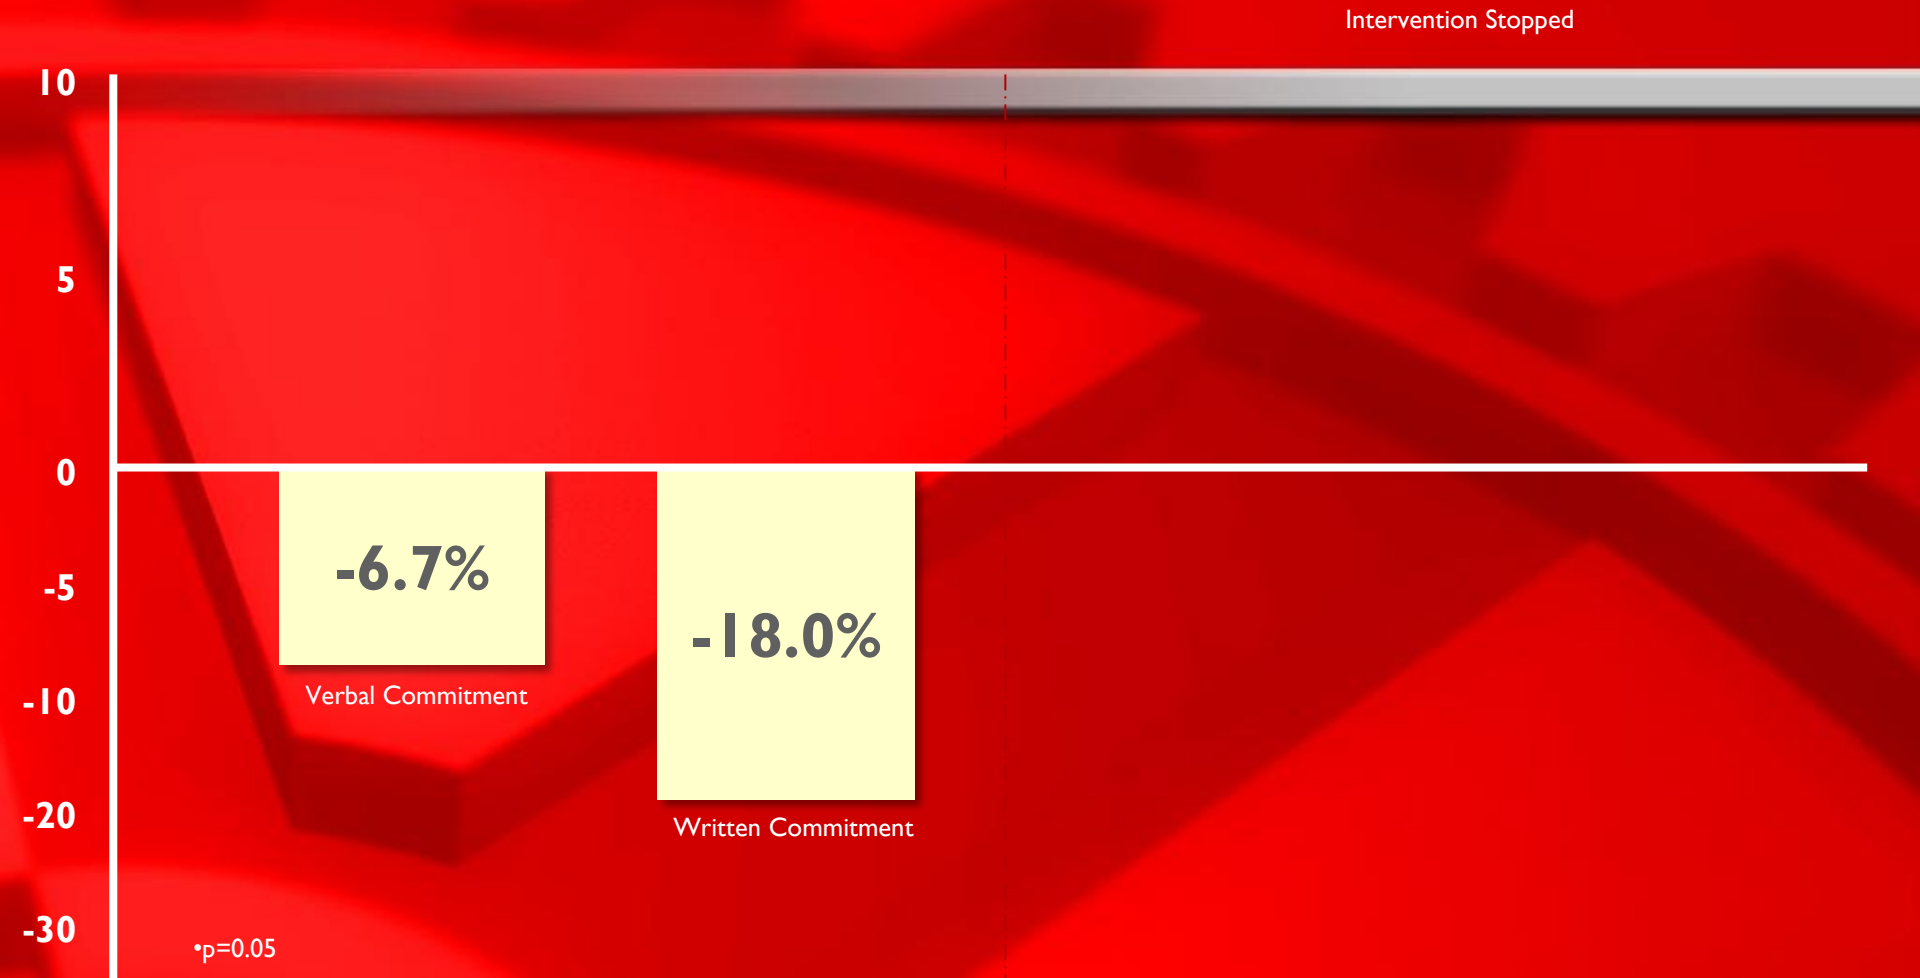 Intervention Stopped
10
5
0
-5
-10
-20
-30
-6.7%
Verbal Commitment
-18.0%
Written Commitment
•p=0.05